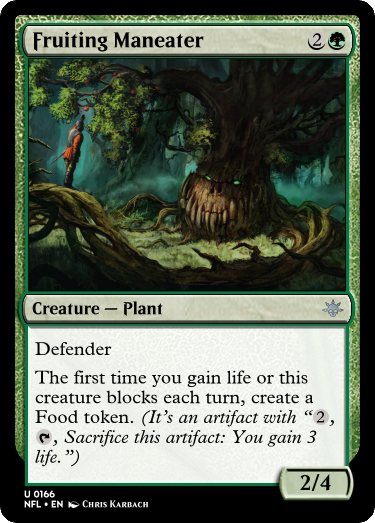 Fruiting Maneater 2
Creature — Plant
Defender
The first time you gain life or this
creature blocks each turn, create a
Food token. (It's an artifact with “2,
, Sacrifice this artifact: You gain 3
life.”)
2/4
U 0166
NFL • EN Chris Karbach